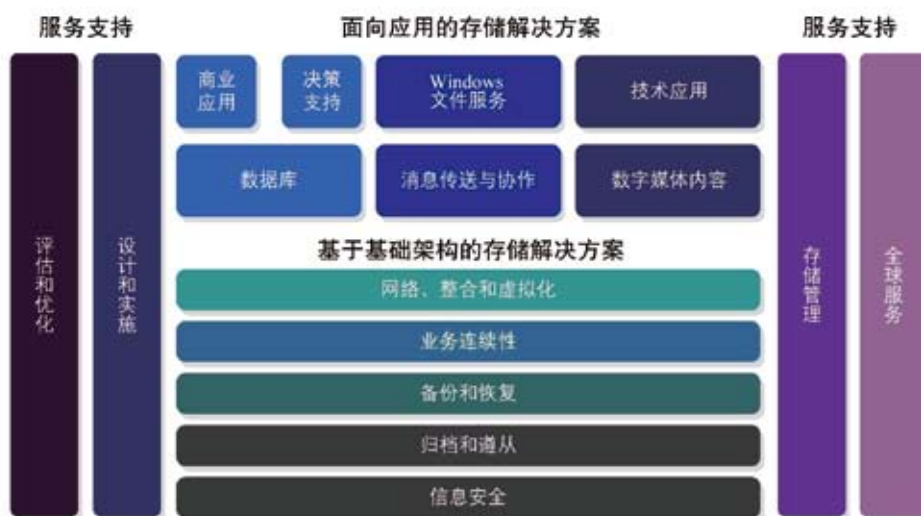 服务支持
面向应用的存储解决方案
服务支持
商业
应用
决策
支持
Windows
文件服务
技术应用
数据库
消息传送与协作
数字媒体内容
基于基础架构的存储解决方案
网络、整合和虚拟化
业务连续性
备份和恢复
归档和遵从
信息安全
评估和优化
设计和实施
存储管理
全球服务